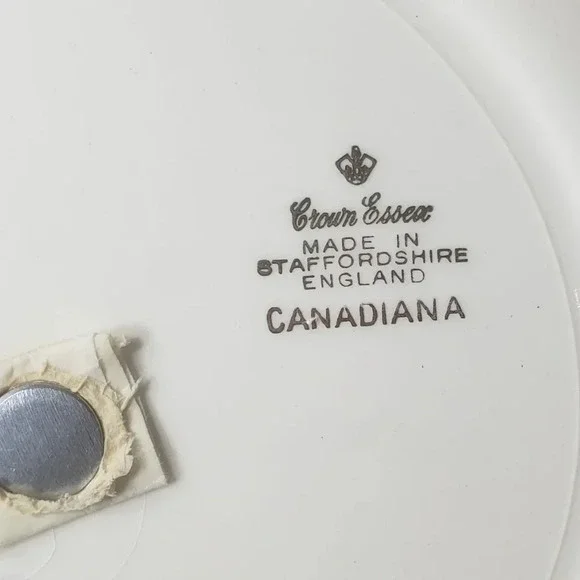 Crown Essex
MADE IN
STAFFORDSHIRE
ENGLAND
CANADIANA